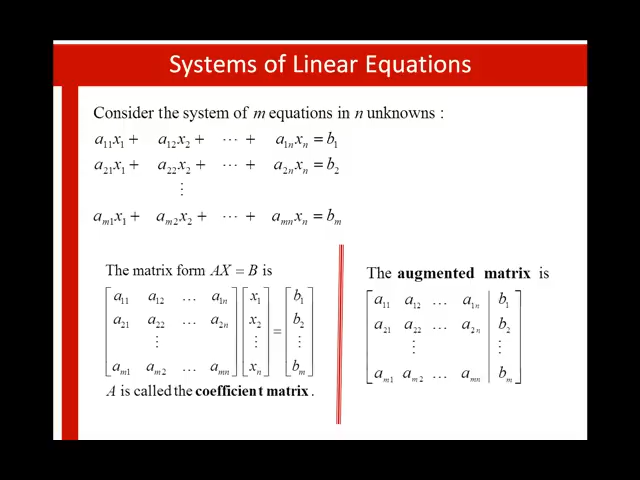 Systems of Linear Equations
Consider the system of m equations in n unknowns :
a₁₁x₁ + a₁₂x₂ + ⋯ + a₁ₙxₙ = b₁
a₂₁x₁ + a₂₂x₂ + ⋯ + a₂ₙxₙ = b₂
⋮
aₘ₁x₁ + aₘ₂x₂ + ⋯ + aₘₙxₙ = bₘ
The matrix form AX = B is
[a₁₁ a₁₂ … a₁ₙ] [x₁] [b₁]
[a₂₁ a₂₂ … a₂ₙ] [x₂] = [b₂]
[⋮] [⋮] [⋮]
[aₘ₁ aₘ₂ … aₘₙ] [xₙ] [bₘ]
A is called the coefficient matrix.
The augmented matrix is
[a₁₁ a₁₂ … a₁ₙ | b₁]
[a₂₁ a₂₂ … a₂ₙ | b₂]
[⋮ | ⋮]
[aₘ₁ aₘ₂ … aₘₙ | bₘ]